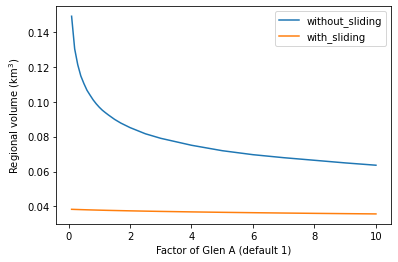 0.14
0.12
0.10
0.08
0.06
0.04
Regional volume (km³)
without_sliding
with_sliding
0 2 4 6 8 10
Factor of Glen A (default 1)